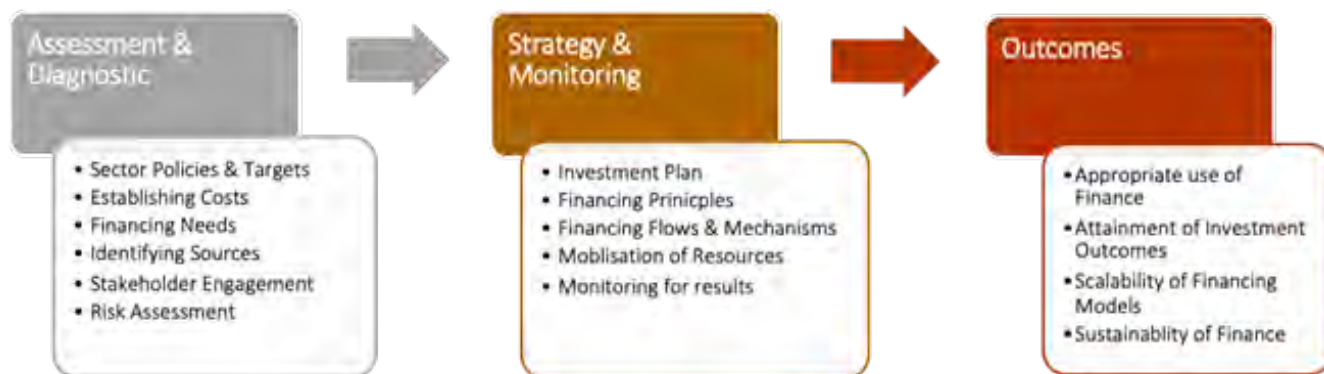 Assessment &
Diagnostic
• Sector Policies & Targets
• Establishing Costs
• Financing Needs
• Identifying Sources
• Stakeholder Engagement
• Risk Assessment
Strategy &
Monitoring
• Investment Plan
• Financing Prinicples
• Financing Flows & Mechanisms
• Moblisation of Resources
• Monitoring for results
Outcomes
•Appropriate use of
Finance
•Attainment of Investment
Outcomes
•Scalability of Financing
Models
•Sustainablity of Finance